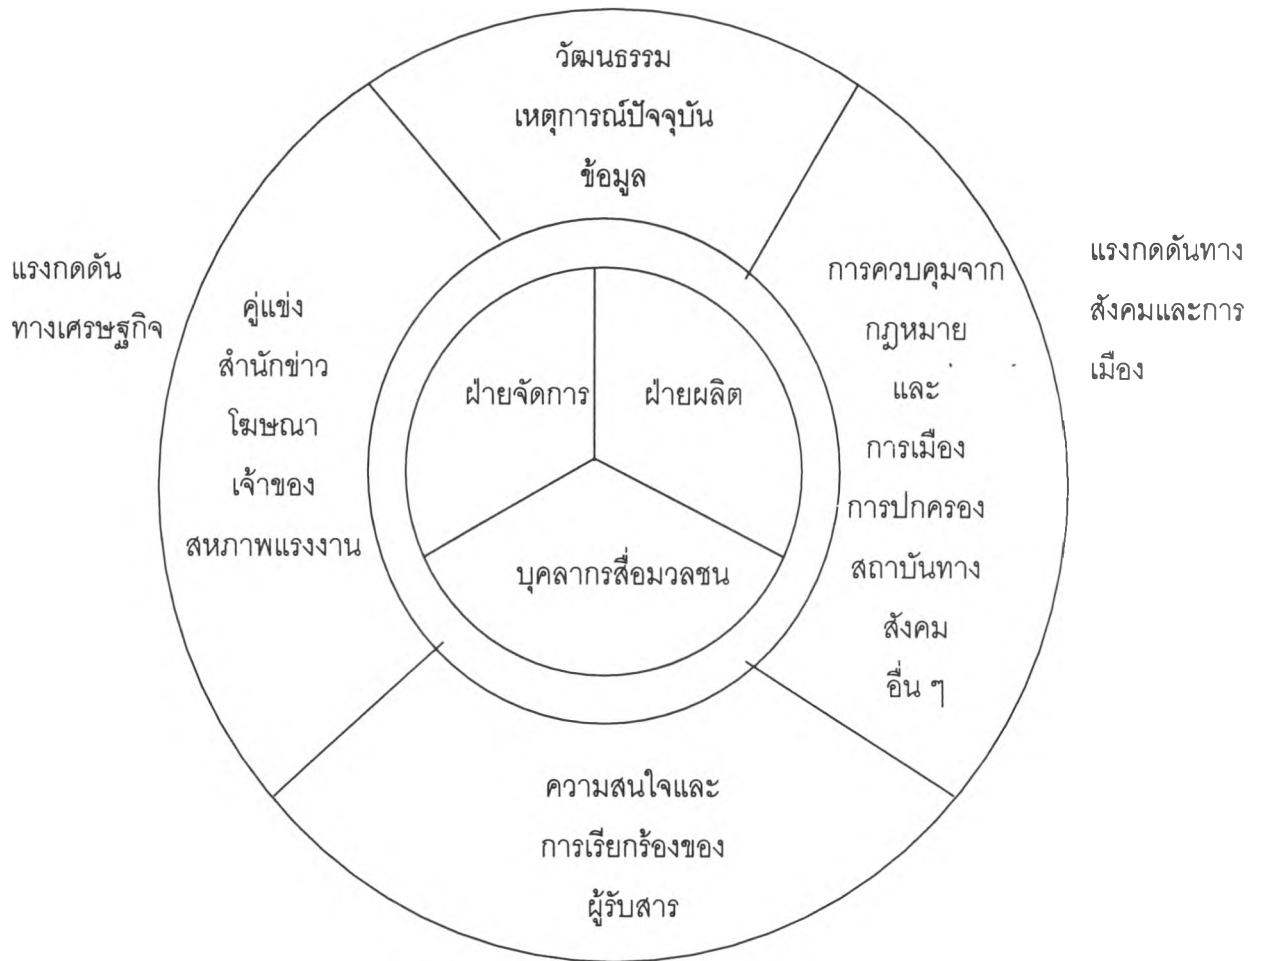 วัฒนธรรม
เหตุการณ์ปัจจุบัน
ข้อมูล
แรงกดดัน
ทางเศรษฐกิจ
คู่แข่ง
สำนักข่าว
โฆษณา
เจ้าของ
สหภาพแรงงาน
ฝ่ายจัดการ
ฝ่ายผลิต
บุคลากรสื่อมวลชน
การควบคุมจาก
กฎหมาย
และ
การเมือง
การปกครอง
สถาบันทาง
สังคม
อื่น ๆ
แรงกดดันทาง
สังคมและการ
เมือง
ความสนใจและ
การเรียกร้องของ
ผู้รับสาร